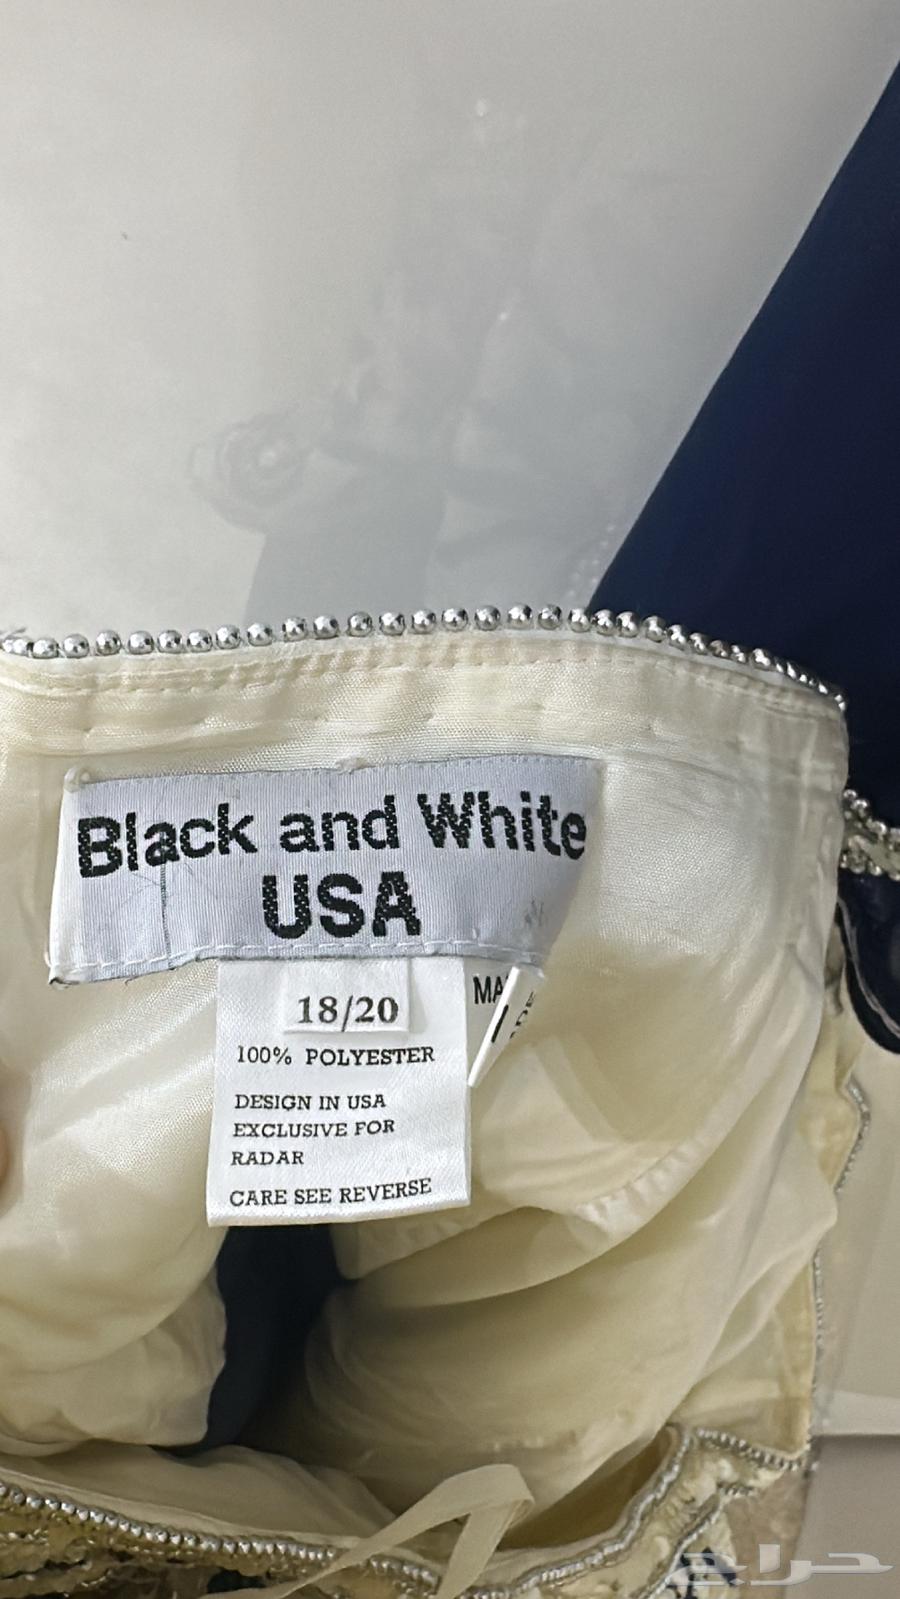 Black and White
USA
18/20
100% POLYESTER
DESIGN IN USA
EXCLUSIVE FOR
RADAR
CARE SEE REVERSE
حراج